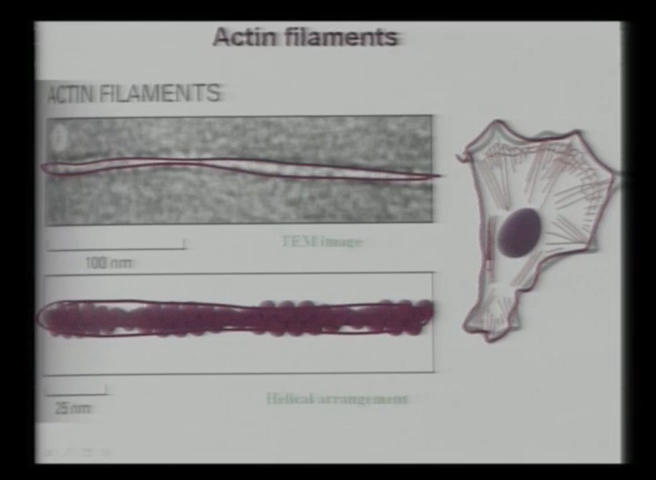 Actin filaments
ACTIN FILAMENTS
TEM image
100 nm
Helical arrangement
25 nm